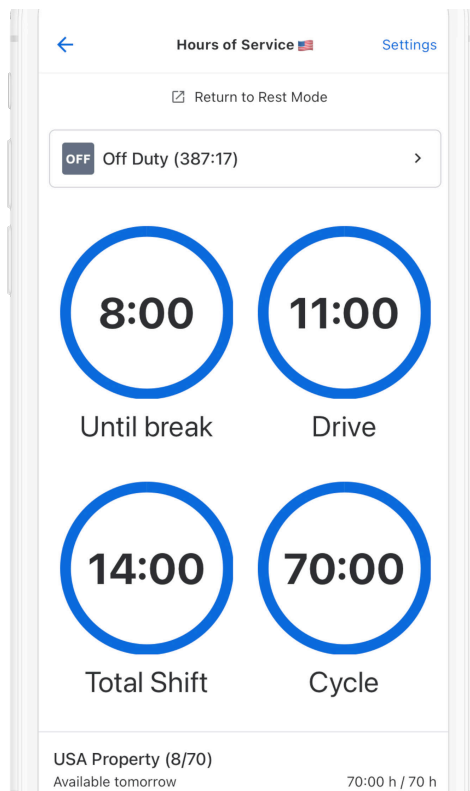 Hours of Service 🇺🇸 Settings
Return to Rest Mode
OFF Off Duty (387:17)
8:00 11:00
Until break Drive
14:00 70:00
Total Shift Cycle
USA Property (8/70)
Available tomorrow 70:00 h / 70 h